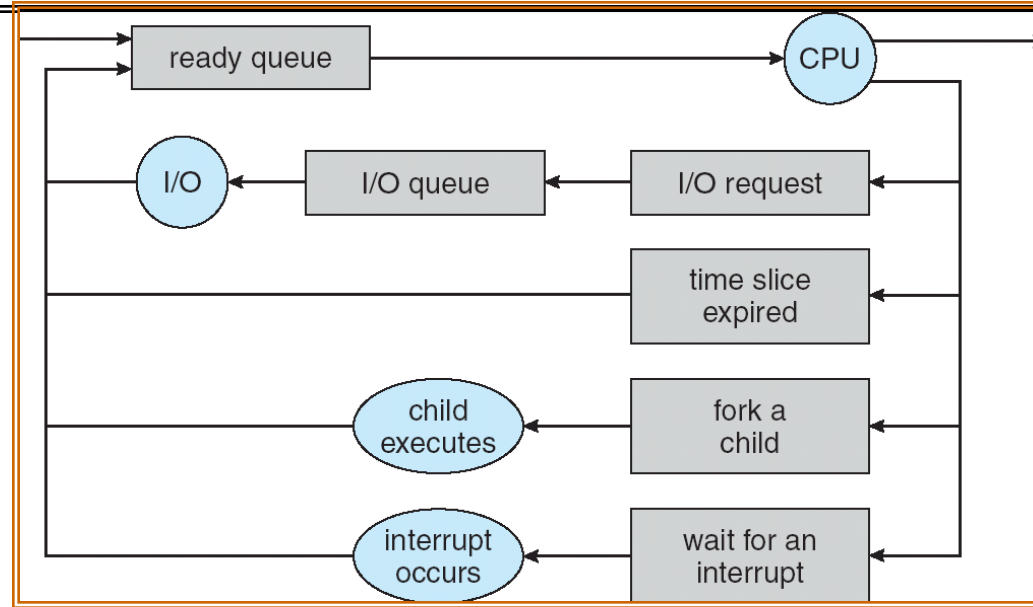 ready queue
CPU
I/O
I/O queue
I/O request
time slice
expired
child
executes
fork a
child
interrupt
occurs
wait for an
interrupt